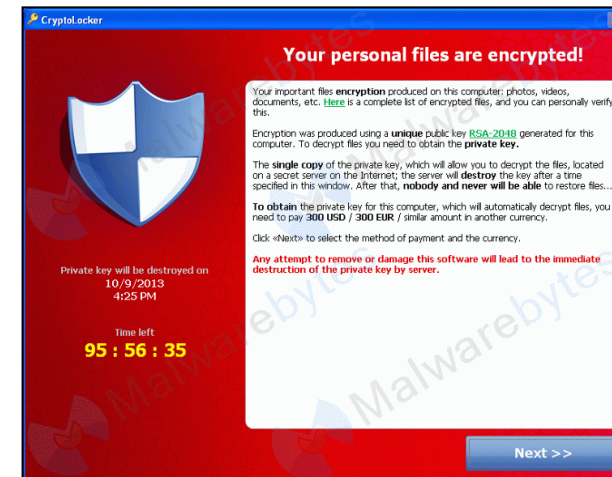 CryptoLocker
Your personal files are encrypted!
Your important files encryption produced on this computer: photos, videos,
documents, etc. Here is a complete list of encrypted files, and you can personally verify
this.
Encryption was produced using a unique public key RSA-2048 generated for this
computer. To decrypt files you need to obtain the private key.
The single copy of the private key, which will allow you to decrypt the files, located
on a secret server on the Internet; the server will destroy the key after a time
specified in this window. After that, nobody and never will be able to restore files...
To obtain the private key for this computer, which will automatically decrypt files, you
need to pay 300 USD / 300 EUR / similar amount in another currency.
Click «Next» to select the method of payment and the currency.
Any attempt to remove or damage this software will lead to the immediate
destruction of the private key by server.
Private key will be destroyed on
10/9/2013
4:25 PM
Time left
95 : 56 : 35
Next >>
Malwarebytes
Malwarebytes
Malwarebytes
Malwarebytes